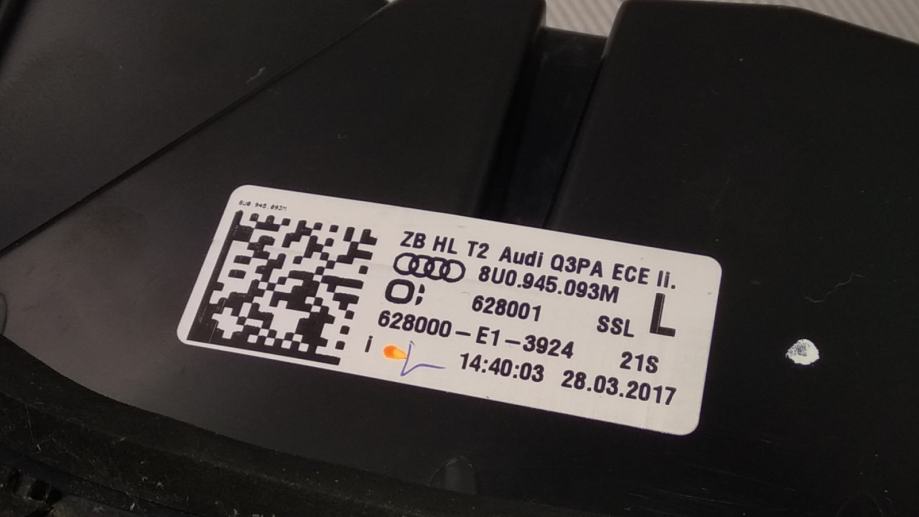 8U0.945.093M
ZB HL T2 Audi Q3PA ECE li.
8U0.945.093M
628001 SSL L
628000-E1-3924 21S
14:40:03 28.03.2017